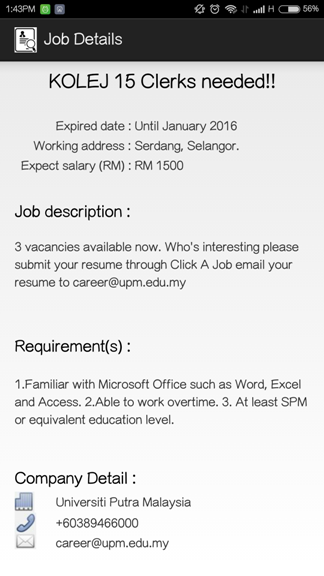 1:43PM H 56%
Job Details
KOLEJ 15 Clerks needed!!
Expired date : Until January 2016
Working address : Serdang, Selangor.
Expect salary (RM) : RM 1500
Job description :
3 vacancies available now. Who's interesting please
submit your resume through Click A Job email your
resume to career@upm.edu.my
Requirement(s) :
1.Familiar with Microsoft Office such as Word, Excel
and Access. 2.Able to work overtime. 3. At least SPM
or equivalent education level.
Company Detail :
Universiti Putra Malaysia
+60389466000
career@upm.edu.my